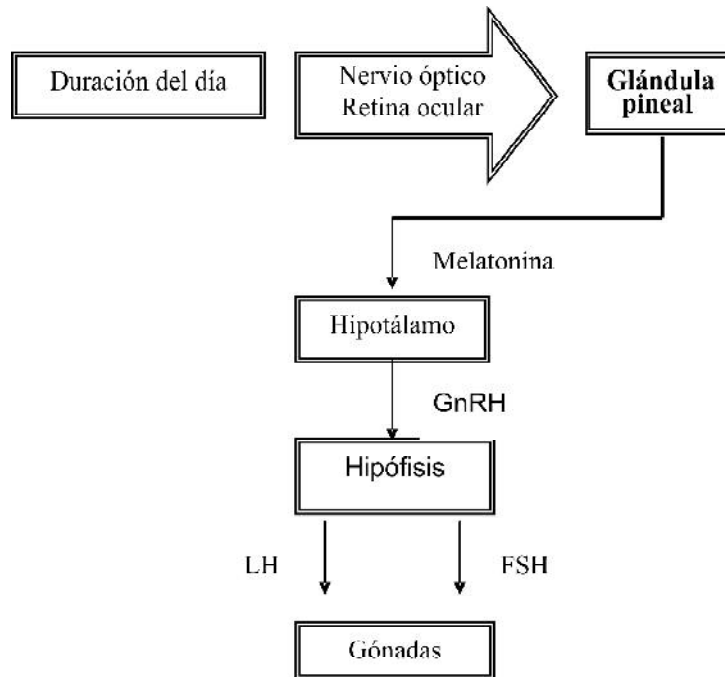 Duración del día
Nervio óptico
Retina ocular
Glándula
pineal
Melatonina
Hipotálamo
GnRH
Hipófisis
LH
FSH
Gónadas